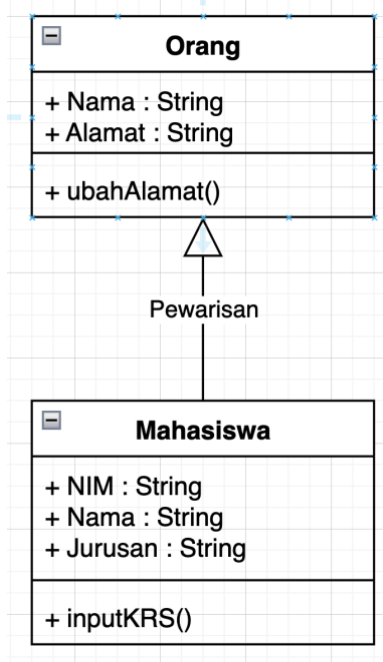 Orang
+ Nama : String
+ Alamat : String
+ ubahAlamat()
Pewarisan
Mahasiswa
+ NIM : String
+ Nama : String
+ Jurusan : String
+ inputKRS()